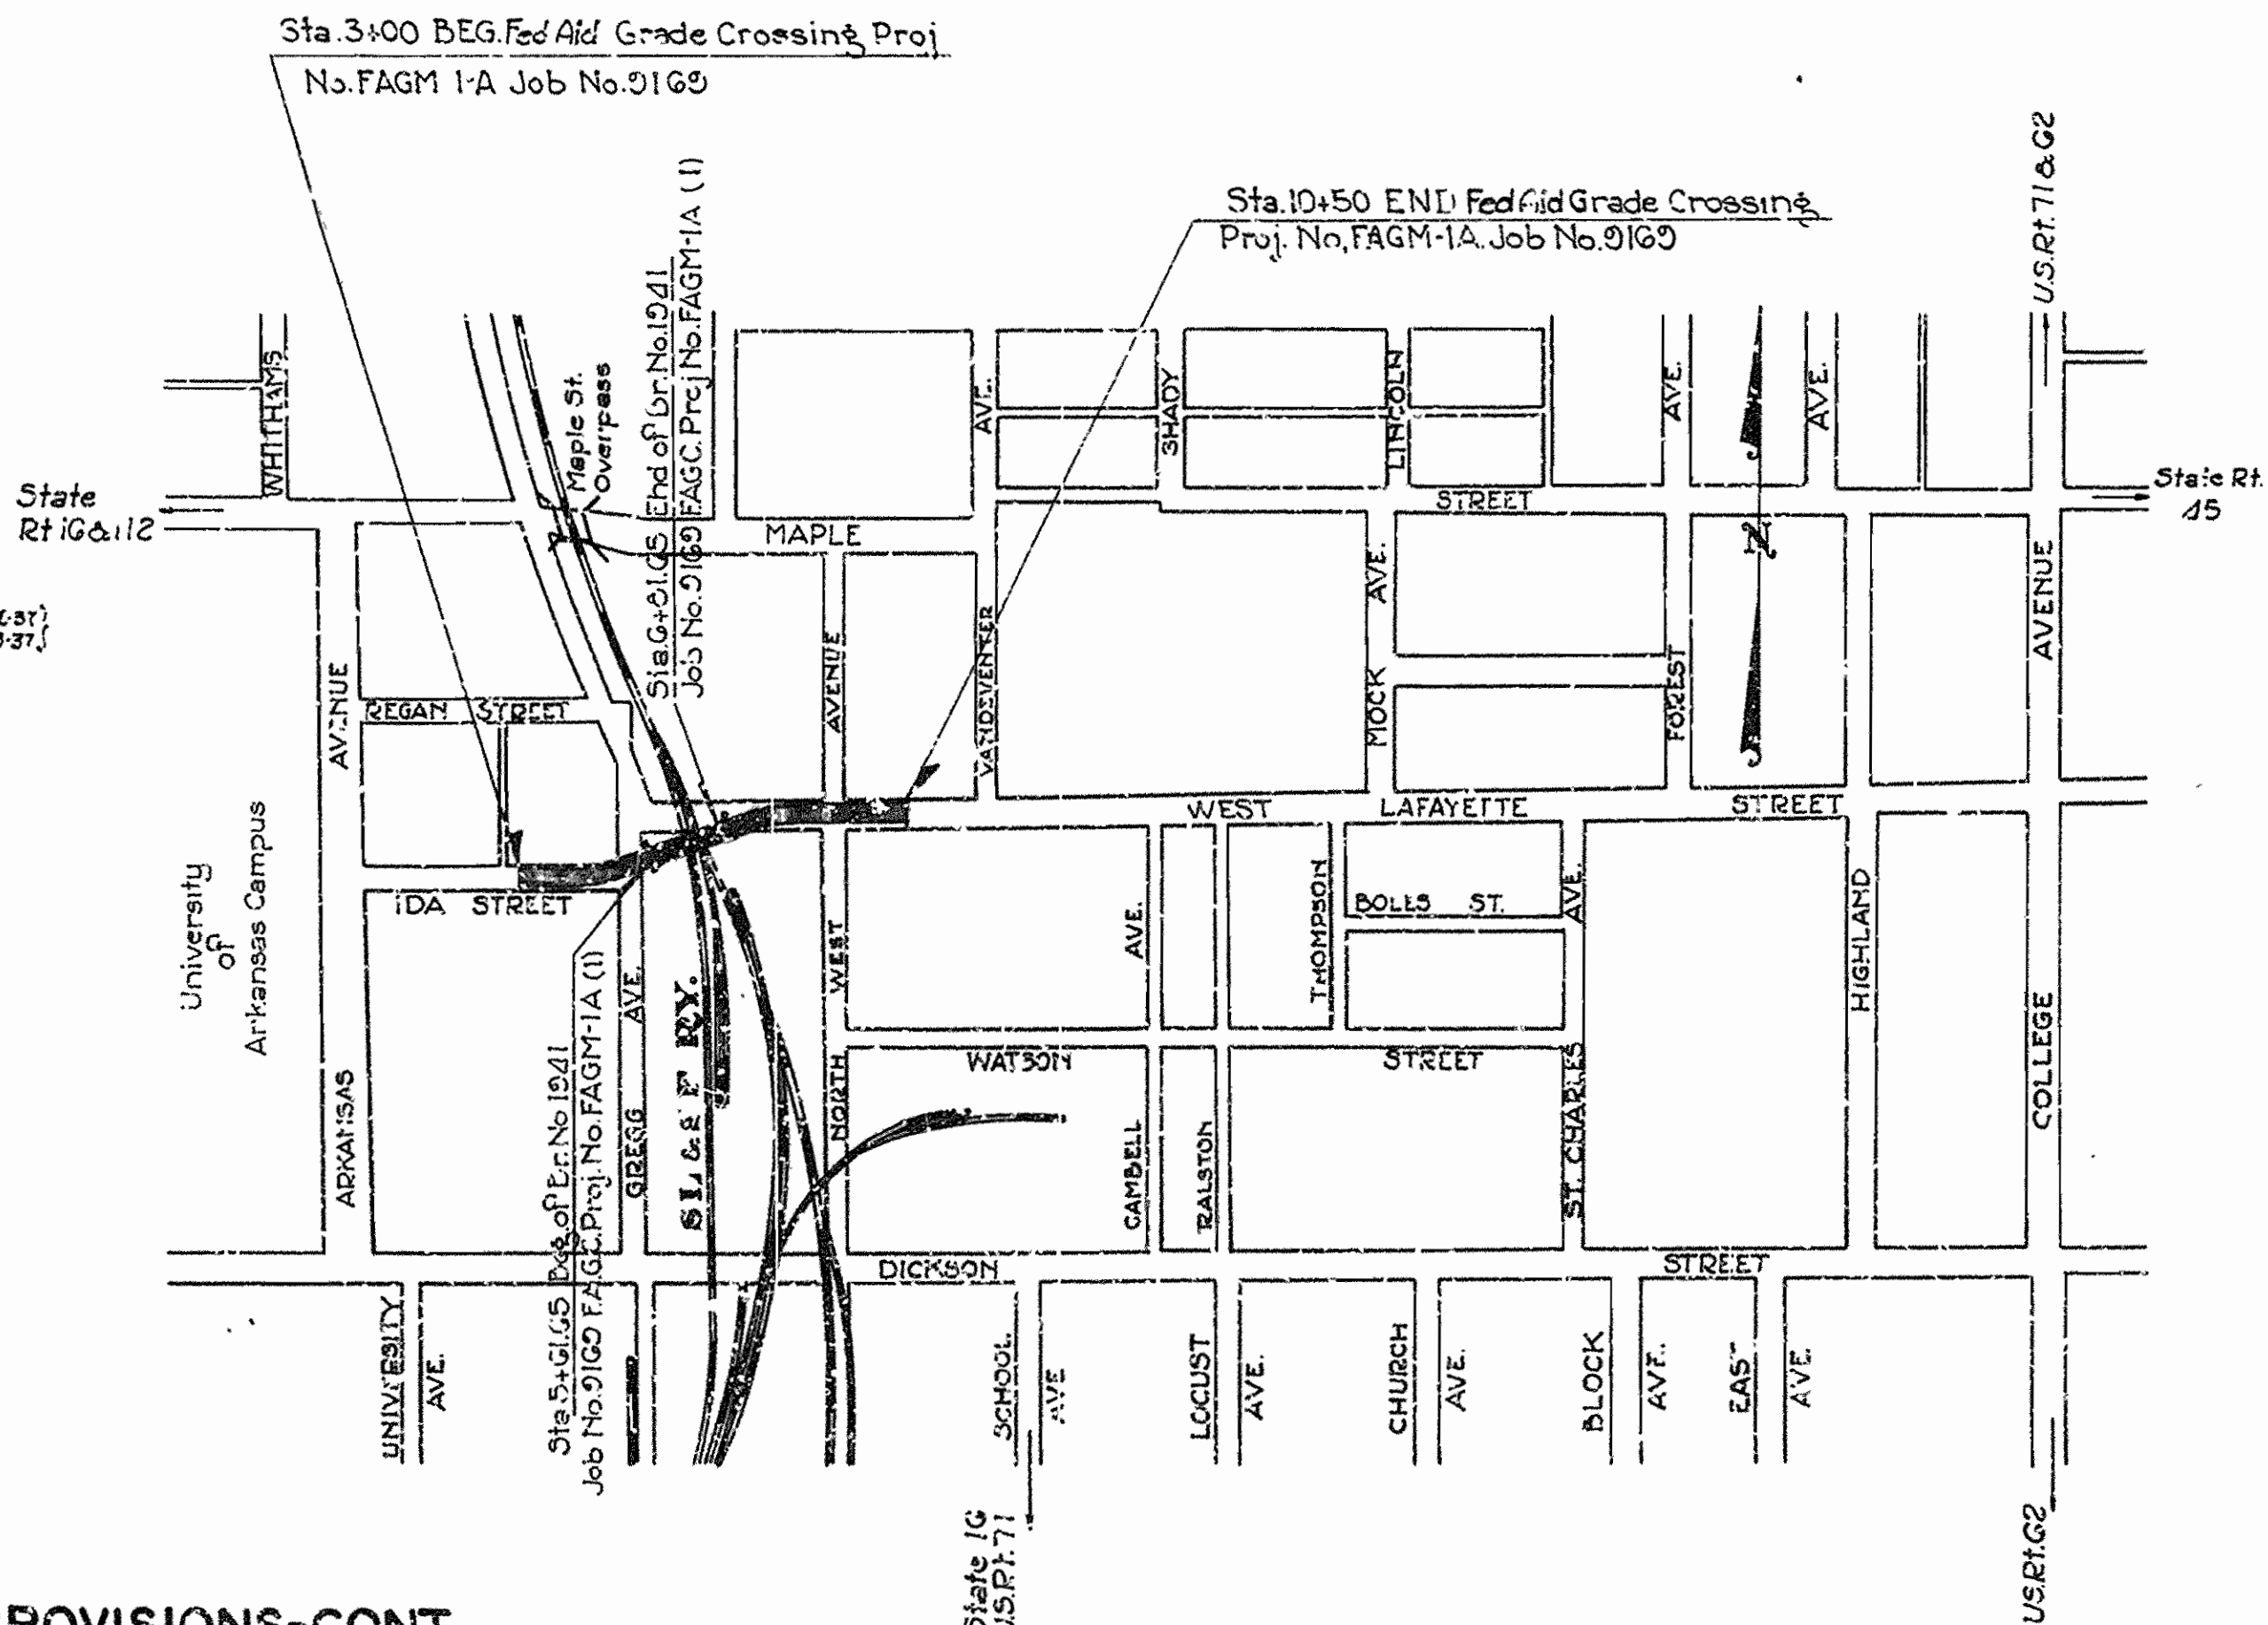 Sta.3+00 BEG.Fed Aid Grade Crossing Proj
No.FAGM 1-A Job No.9169
Sta.10+50 END Fed Aid Grade Crossing
Proj. No. FAGM-1A. Job No.9169
Sta.6+81.65 End of Br.No.1941
Job No.9169 F.AG.C.Proj No.FAGM-1A (1)
U.S.Rt.71 & 62
WHITHAMS
Maple St.
Overpass
AVE.
SHADY
LINCOLN
AVE.
AVE.
State
Rt 16 & 112
State Rt.
45
MAPLE
STREET
N
AVENUE
REGAN STREET
AVENUE
VANDEVENTER
MOCK AVE.
FOREST
AVENUE
WEST LAFAYETTE STREET
University
of
Arkansas Campus
IDA STREET
BOLES ST.
THOMPSON
AVE.
AVE.
HIGHLAND
ARKANSAS
GREGG AVE.
SL & S F RY.
NORTH WEST
WATSON STREET
CAMBELL
RALSTON
ST. CHARLES
COLLEGE
Sta.5+61.65 Beg. of Br.No 1941
Job No.9169 F.A.G.C.Proj. No.FAGM-1A (1)
DICKSON STREET
UNIVERSITY
AVE.
SCHOOL
AVE
LOCUST
AVE.
CHURCH
AVE.
BLOCK
AVE.
EAST
AVE.
State 16
U.S.Rt.71
US.Rt.62
ROVISIONS-CONT